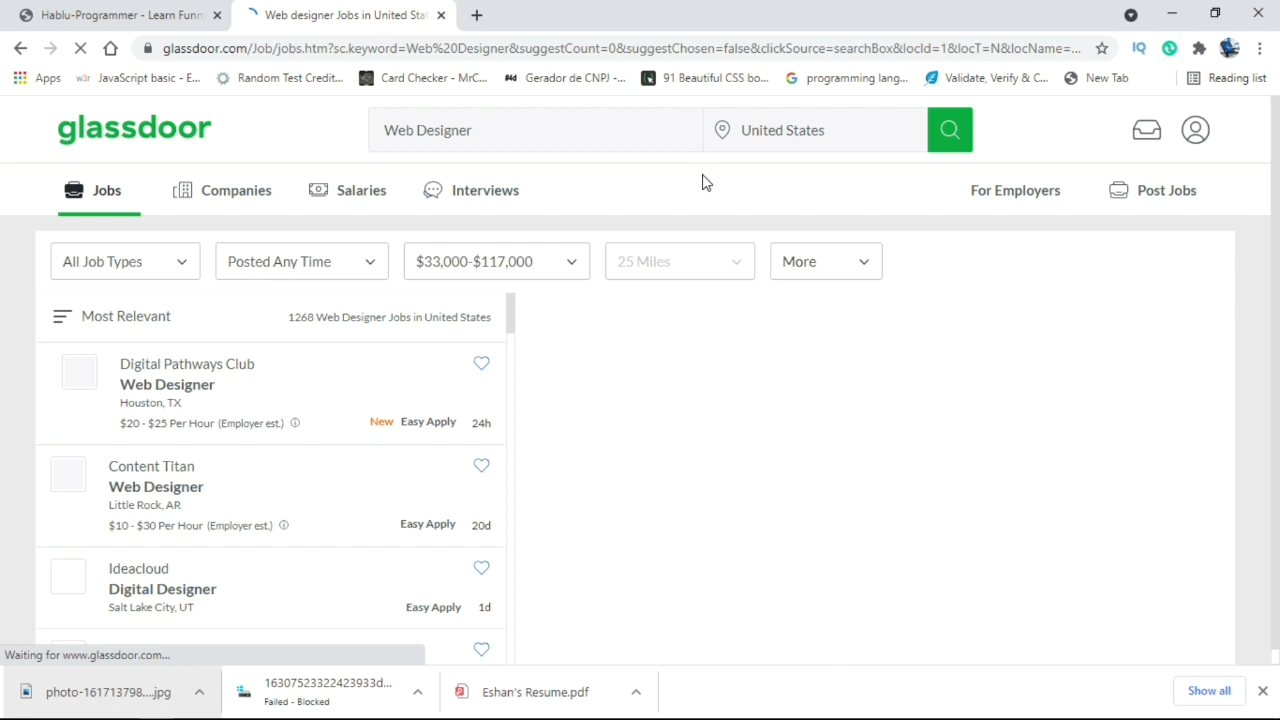 Hablu-Programmer - Learn Funn
Web designer Jobs in United Stat
glassdoor.com/Job/jobs.htm?sc.keyword=Web%20Designer&suggestCount=0&suggestChosen=false&clickSource=searchBox&locId=1&locT=N&locName=...
IQ
Apps
w3r JavaScript basic - E...
Random Test Credit...
Card Checker - MrC...
4d Gerador de CNPJ -...
91 Beautiful CSS bo...
programming lang...
Validate, Verify & C...
New Tab
Reading list
glassdoor
Web Designer
United States
Jobs
Companies
Salaries
Interviews
For Employers
Post Jobs
All Job Types
Posted Any Time
$33,000-$117,000
25 Miles
More
Most Relevant
1268 Web Designer Jobs in United States
Digital Pathways Club
Web Designer
Houston, TX
$20 - $25 Per Hour (Employer est.)
New Easy Apply 24h
Content Titan
Web Designer
Little Rock, AR
$10 - $30 Per Hour (Employer est.)
Easy Apply 20d
Ideacloud
Digital Designer
Salt Lake City, UT
Easy Apply 1d
Waiting for www.glassdoor.com...
photo-161713798....jpg
16307523322423933d...
Failed - Blocked
Eshan's Resume.pdf
Show all